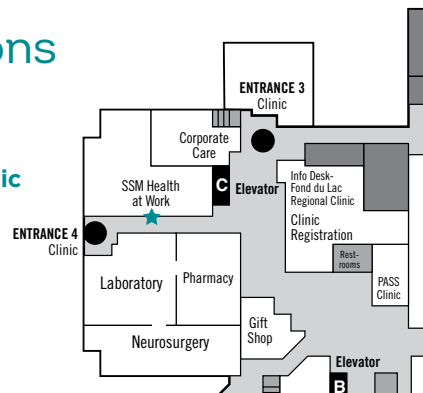 ons
ic
ENTRANCE 3
Clinic
Corporate
Care
SSM Health
at Work
C
Elevator
Info Desk-
Fond du Lac
Regional Clinic
Clinic
Registration
Rest-
rooms
PASS
Clinic
ENTRANCE 4
Clinic
Laboratory
Pharmacy
Gift
Shop
Neurosurgery
Elevator
B